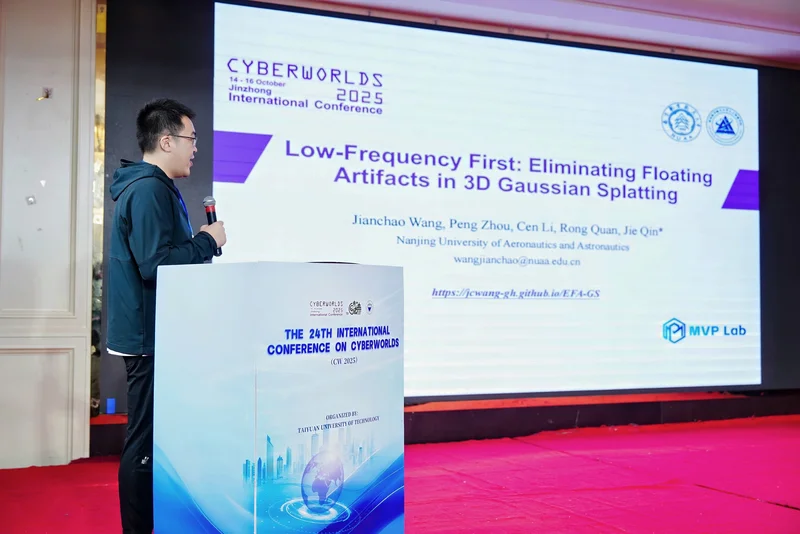 CYBERWORLDS
14 - 16 October
2025
Jinzhong
International Conference
Low-Frequency First: Eliminating Floating
Artifacts in 3D Gaussian Splatting
Jianchao Wang, Peng Zhou, Cen Li, Rong Quan, Jie Qin*
Nanjing University of Aeronautics and Astronautics
wangjianchao@nuaa.edu.cn
https://jcwang-gh.github.io/EFA-GS
MVP Lab
CYBERWORLDS
2025
International Conference
THE 24TH INTERNATIONAL
CONFERENCE ON CYBERWORLDS
(CW 2025)
ORGANIZED BY:
TAIYUAN UNIVERSITY OF TECHNOLOGY